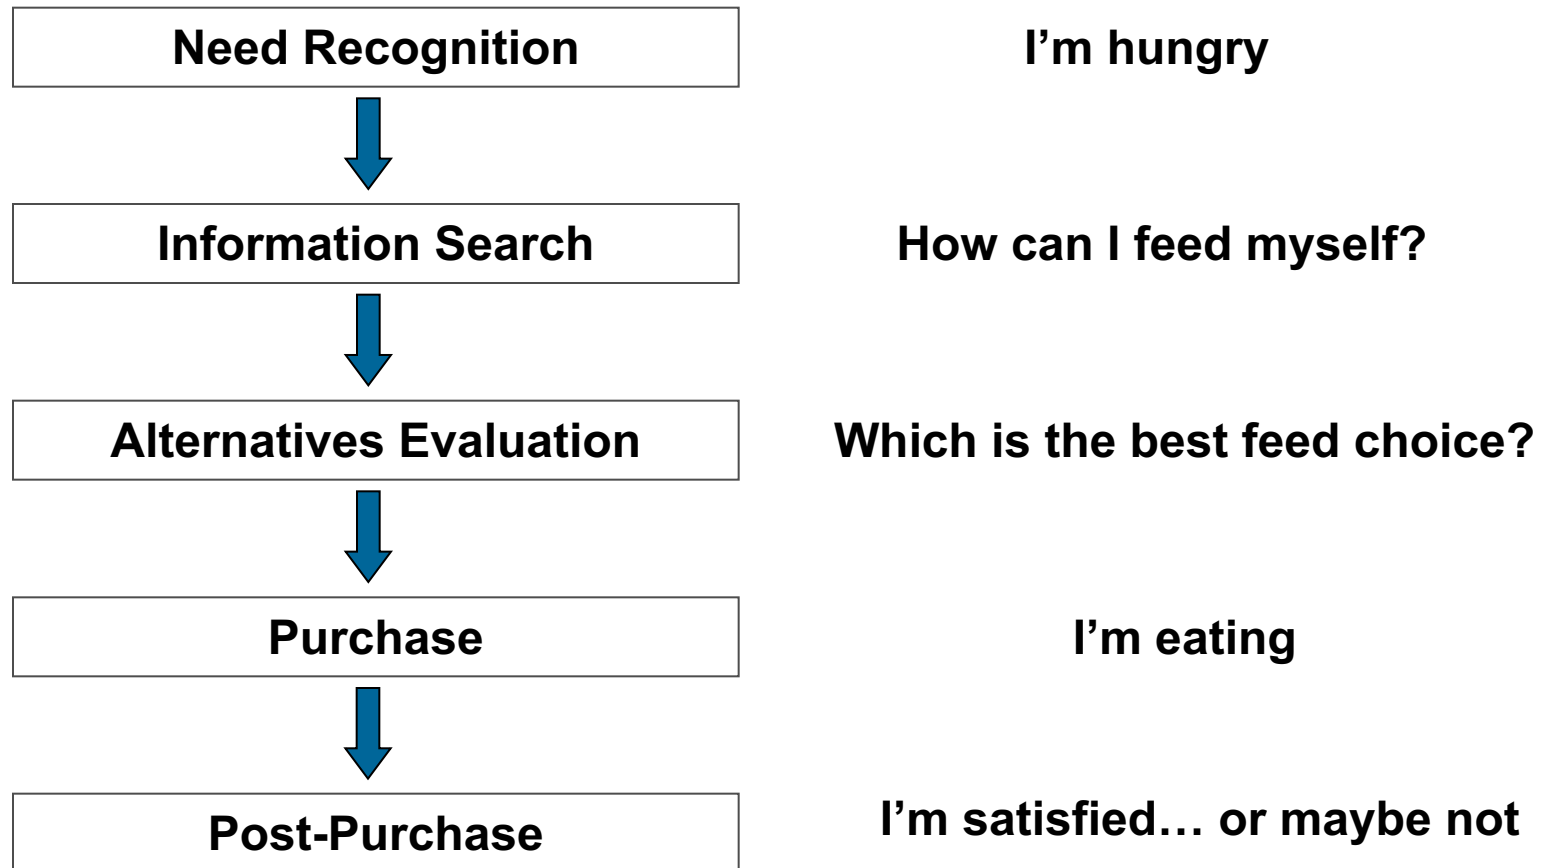 Need Recognition
I’m hungry
Information Search
How can I feed myself?
Alternatives Evaluation
Which is the best feed choice?
Purchase
I’m eating
Post-Purchase
I’m satisfied… or maybe not